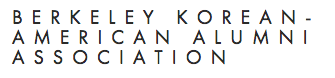 BERKELEY KOREAN-
AMERICAN ALUMNI
ASSOCIATION